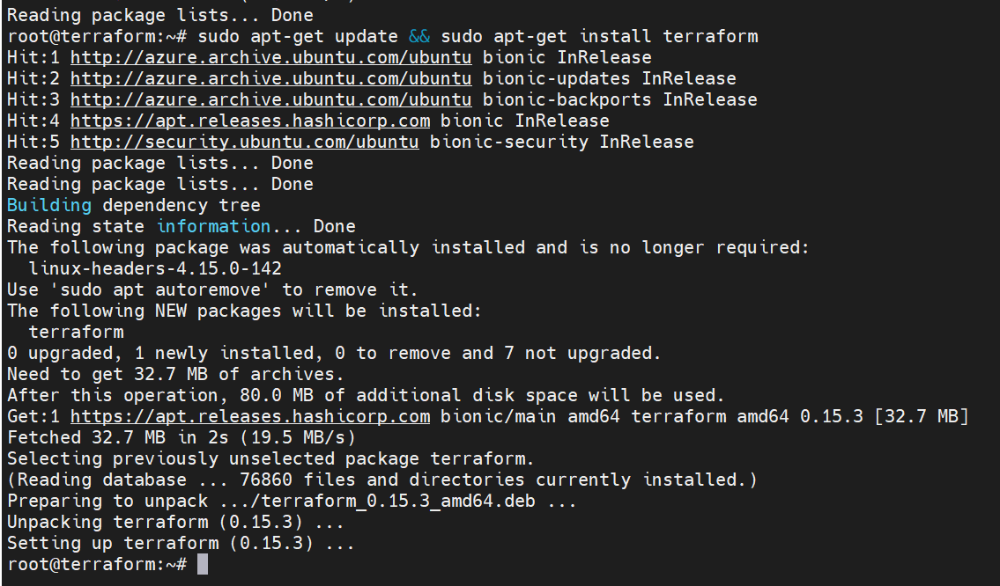 Reading package lists... Done
root@terraform:~# sudo apt-get update && sudo apt-get install terraform
Hit:1 http://azure.archive.ubuntu.com/ubuntu bionic InRelease
Hit:2 http://azure.archive.ubuntu.com/ubuntu bionic-updates InRelease
Hit:3 http://azure.archive.ubuntu.com/ubuntu bionic-backports InRelease
Hit:4 https://apt.releases.hashicorp.com bionic InRelease
Hit:5 http://security.ubuntu.com/ubuntu bionic-security InRelease
Reading package lists... Done
Reading package lists... Done
Building dependency tree
Reading state information... Done
The following package was automatically installed and is no longer required:
  linux-headers-4.15.0-142
Use 'sudo apt autoremove' to remove it.
The following NEW packages will be installed:
  terraform
0 upgraded, 1 newly installed, 0 to remove and 7 not upgraded.
Need to get 32.7 MB of archives.
After this operation, 80.0 MB of additional disk space will be used.
Get:1 https://apt.releases.hashicorp.com bionic/main amd64 terraform amd64 0.15.3 [32.7 MB]
Fetched 32.7 MB in 2s (19.5 MB/s)
Selecting previously unselected package terraform.
(Reading database ... 76860 files and directories currently installed.)
Preparing to unpack .../terraform_0.15.3_amd64.deb ...
Unpacking terraform (0.15.3) ...
Setting up terraform (0.15.3) ...
root@terraform:~#